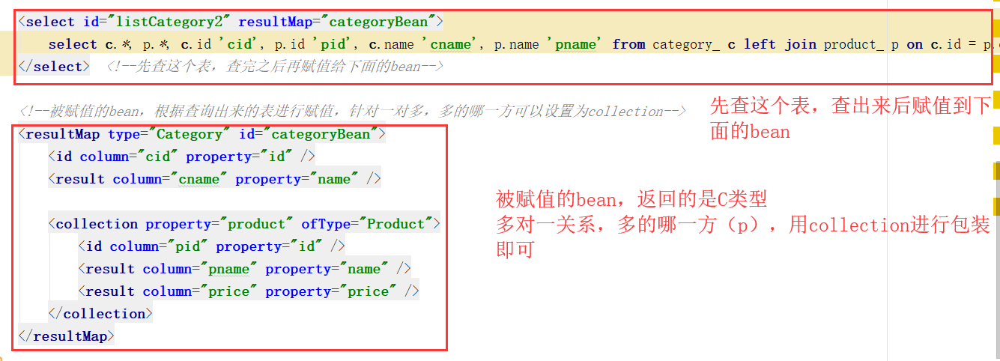 <select id="listCategory2" resultMap="categoryBean">
select c.*, p.*, c.id 'cid', p.id 'pid', c.name 'cname', p.name 'pname' from category_ c left join product_ p on c.id = p.
</select> <!--先查这个表，查完之后再赋值给下面的bean-->
<!--被赋值的bean，根据查询出来的表进行赋值，针对一对多，多的哪一方可以设置为collection-->
先查这个表，查出来后赋值到下
面的bean
<resultMap type="Category" id="categoryBean">
<id column="cid" property="id" />
<result column="cname" property="name" />
被赋值的bean，返回的是C类型
多对一关系，多的哪一方（p），用collection进行包装
即可
<collection property="product" ofType="Product">
<id column="pid" property="id" />
<result column="pname" property="name" />
<result column="price" property="price" />
</collection>
</resultMap>